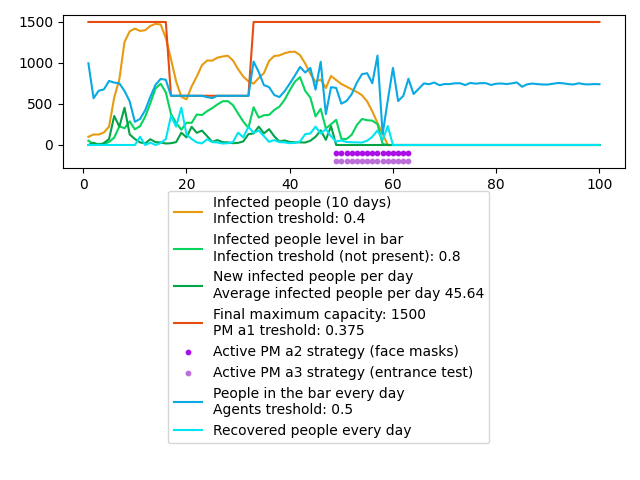 1500
1000
500
0
0
20
40
60
80
100
Infected people (10 days)
Infection treshold: 0.4
Infected people level in bar
Infection treshold (not present): 0.8
New infected people per day
Average infected people per day 45.64
Final maximum capacity: 1500
PM a1 treshold: 0.375
Active PM a2 strategy (face masks)
Active PM a3 strategy (entrance test)
People in the bar every day
Agents treshold: 0.5
Recovered people every day